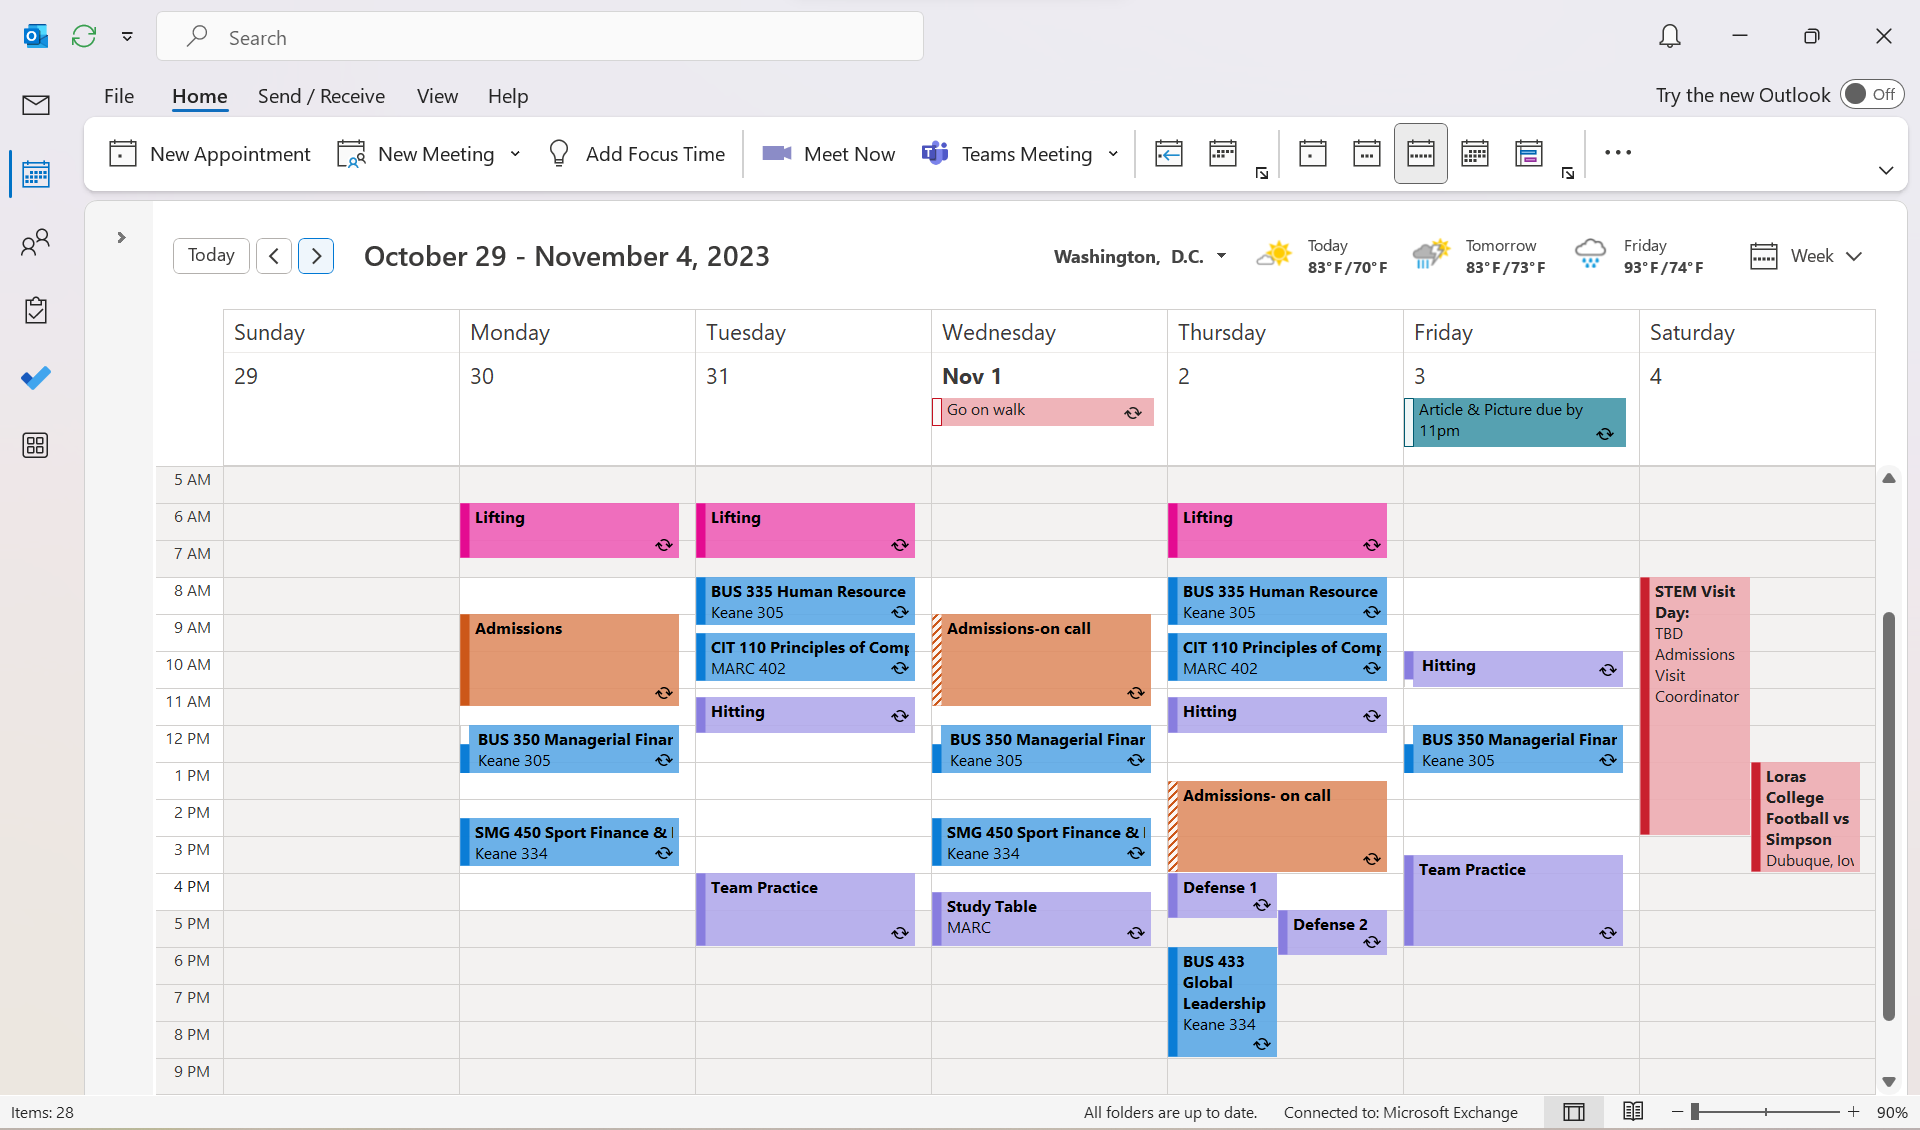 Search
Try the new Outlook
Off
File
Home
Send / Receive
View
Help
New Appointment
New Meeting
Add Focus Time
Meet Now
Teams Meeting
Today
October 29 - November 4, 2023
Washington, D.C.
Today
83°F/70°F
Tomorrow
83°F/73°F
Friday
93°F/74°F
Week
Sunday
Monday
Tuesday
Wednesday
Thursday
Friday
Saturday
29
30
31
Nov 1
2
3
4
Go on walk
Article & Picture due by
11pm
5 AM
6 AM
7 AM
8 AM
9 AM
10 AM
11 AM
12 PM
1 PM
2 PM
3 PM
4 PM
5 PM
6 PM
7 PM
8 PM
9 PM
Lifting
Admissions
BUS 350 Managerial Finar
Keane 305
SMG 450 Sport Finance &
Keane 334
Lifting
BUS 335 Human Resource
Keane 305
CIT 110 Principles of Comp
MARC 402
Hitting
Team Practice
Admissions-on call
BUS 350 Managerial Finar
Keane 305
SMG 450 Sport Finance &
Keane 334
Study Table
MARC
Lifting
BUS 335 Human Resource
Keane 305
CIT 110 Principles of Comp
MARC 402
Hitting
Admissions- on call
Defense 1
Defense 2
BUS 433
Global
Leadership
Keane 334
Hitting
BUS 350 Managerial Finar
Keane 305
Team Practice
STEM Visit
Day:
TBD
Admissions
Visit
Coordinator
Loras
College
Football vs
Simpson
Dubuque, Iov
Items: 28
All folders are up to date.
Connected to: Microsoft Exchange
90%